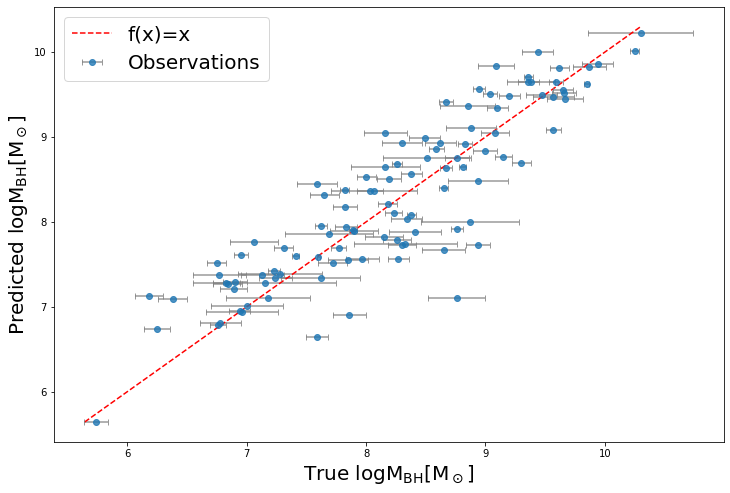 f(x)=x
Observations
10
9
8
7
6
Predicted logM_BH[M_⊙]
6 7 8 9 10
True logM_BH[M_⊙]